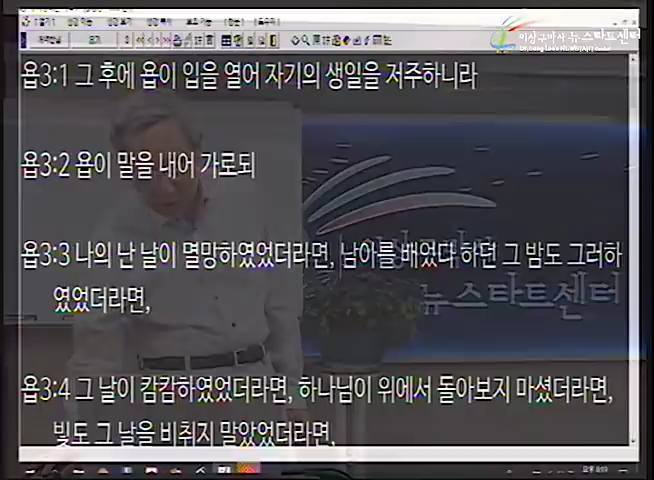 이상구박사 뉴스타트센터
욥3:1 그 후에 욥이 입을 열어 자기의 생일을 저주하니라
욥3:2 욥이 말을 내어 가로되
욥3:3 나의 난 날이 멸망하였었더라면, 남아를 배었다 하던 그 밤도 그러하
였었더라면,
뉴스타트센터
욥3:4 그 날이 캄캄하였었더라면, 하나님이 위에서 돌아보지 마셨더라면,
빛도 그 날을 비취지 말았었더라면,